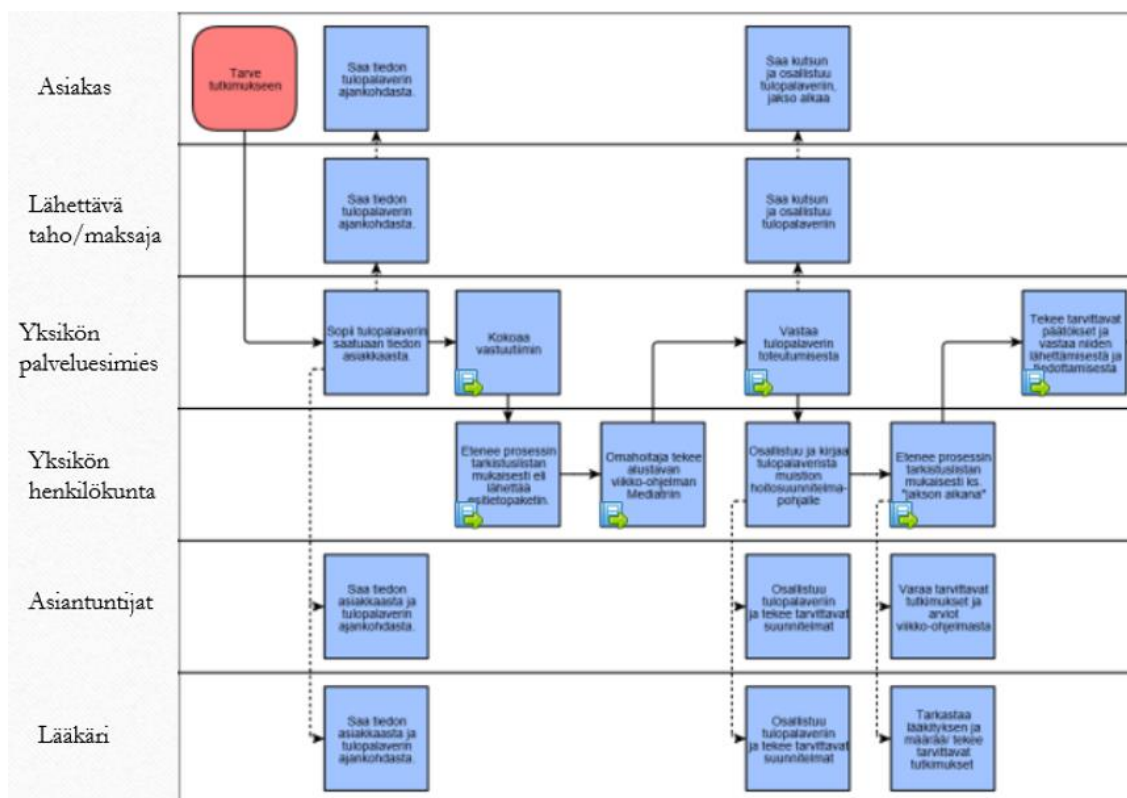 Asiakas
Tarve
tutkimukseen
Saa tiedon
tulopalaverin
ajankohdasta.
Saa kutsun
ja osallistuu
tulopalaveriin,
jakso alkaa
Lähettävä
taho/maksaja
Saa tiedon
tulopalaverin
ajankohdasta.
Saa kutsun
ja osallistuu
tulopalaveriin
Yksikön
palveluesimies
Sopii tulopalaverin
saatuaan tiedon
asiakkaasta.
Kokoaa
vastuutiimin
Vastaa
tulopalaverin
toteutumisesta
Tekee tarvittavat
päätökset ja
vastaa niiden
lähettämisestä ja
tiedottamisesta
Yksikön
henkilökunta
Etenee prosessin
tarkistuslistan
mukaisesti eli
lähettää
esitietopaketin.
Omahoitaja tekee
alustavan
viikko-ohjelman
Mediatriin
Osallistuu ja kirjaa
tulopalaverista
muistion
hoitosuunnitelma-
pohjalle
Etenee prosessin
tarkistuslistan
mukaisesti ks.
"jakson aikana"
Asiantuntijat
Saa tiedon
asiakkaasta ja
tulopalaverin
ajankohdasta.
Osallistuu
tulopalaveriin
ja tekee tarvittavat
suunnitelmat
Varaa tarvittavat
tutkimukset ja
arviot
viikko-ohjelmasta
Lääkäri
Saa tiedon
asiakkaasta ja
tulopalaverin
ajankohdasta.
Osallistuu
tulopalaveriin
ja tekee tarvittavat
suunnitelmat
Tarkastaa
lääkityksen ja
määrää/ tekee
tarvittavat
tutkimukset